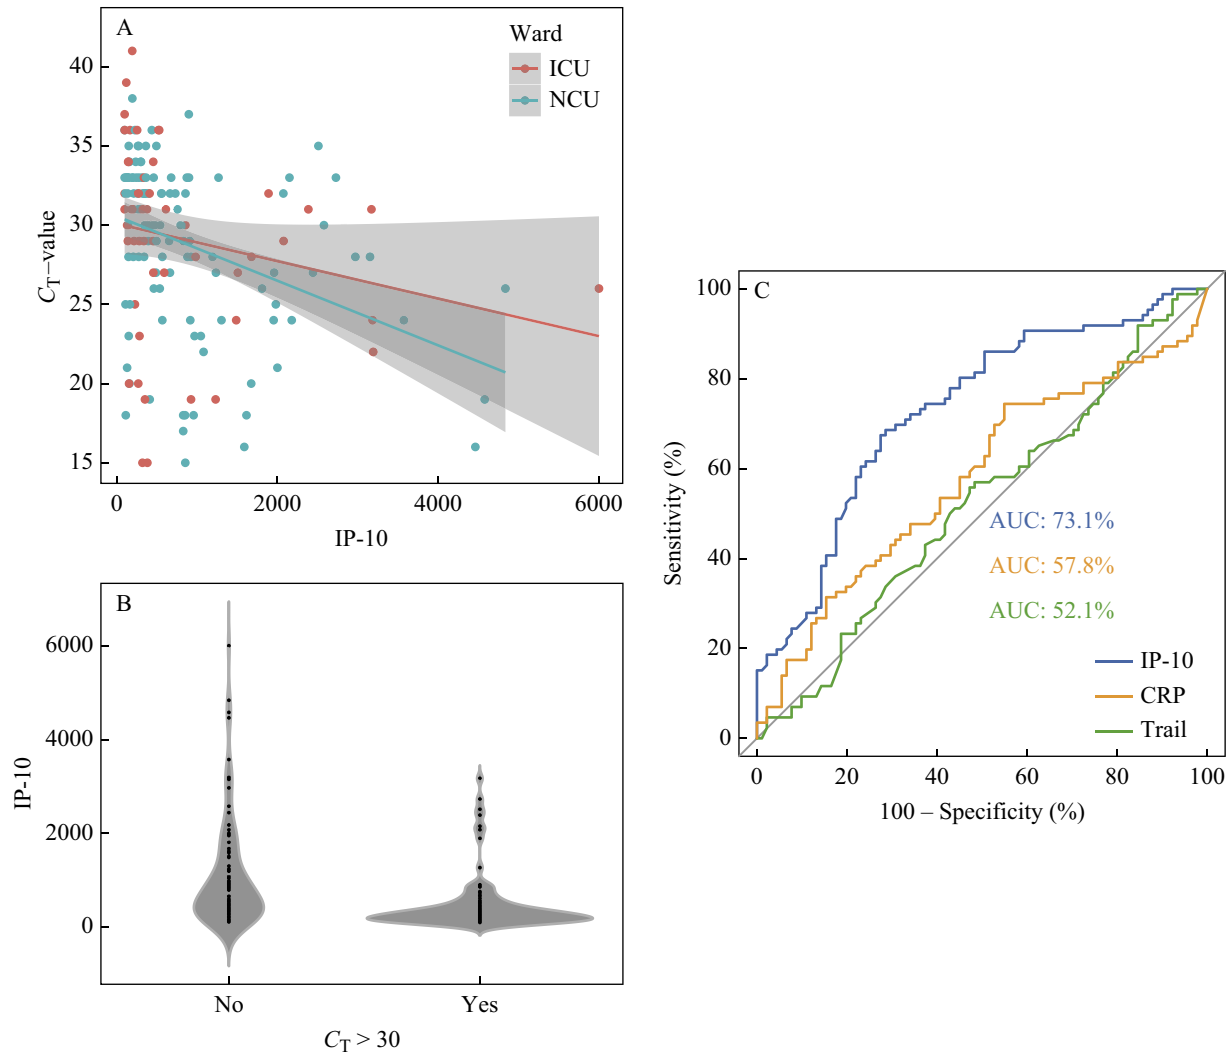 A
Ward
ICU
NCU
40
35
30
25
20
15
C_T–value
0
2000
4000
6000
IP-10
B
6000
4000
2000
0
IP-10
No
Yes
C_T > 30
C
100
80
60
40
20
0
Sensitivity (%)
AUC: 73.1%
AUC: 57.8%
AUC: 52.1%
IP-10
CRP
Trail
0
20
40
60
80
100
100 – Specificity (%)